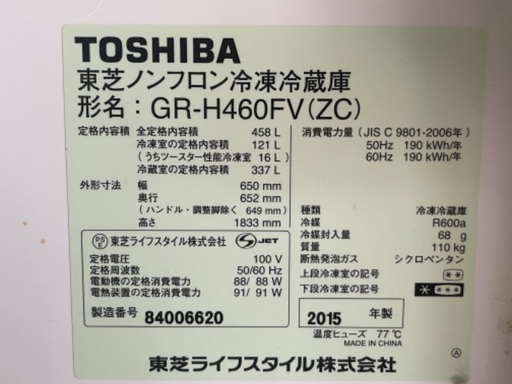 TOSHIBA
東芝ノンフロン冷凍冷蔵庫
形名：GR-H460FV(ZC)
定格内容積 全定格内容積 458 L
冷凍室の定格内容積 121 L
(うちツースター性能冷凍室 16 L)
冷蔵室の定格内容積 337 L
外形寸法 幅 650 mm
奥行 652 mm
(ハンドル・調整脚除く 649 mm)
高さ 1833 mm
東芝ライフスタイル株式会社 S JET
定格電圧 100 V
定格周波数 50/60 Hz
電動機の定格消費電力 88/ 88 W
電熱装置の定格消費電力 91/ 91 W
製造番号 84006620
消費電力量 (JIS C 9801-2006年)
50Hz 190 kWh/年
60Hz 190 kWh/年
種類 冷凍冷蔵庫
冷媒 R600a
冷媒封入量 68 g
質量 110 kg
断熱発泡ガス シクロペンタン
上段冷凍室の記号 **
下段冷凍室の記号 * ***
2015 年製
温度ヒューズ 77℃
MADE IN CHINA
東芝ライフスタイル株式会社
Ⓐ